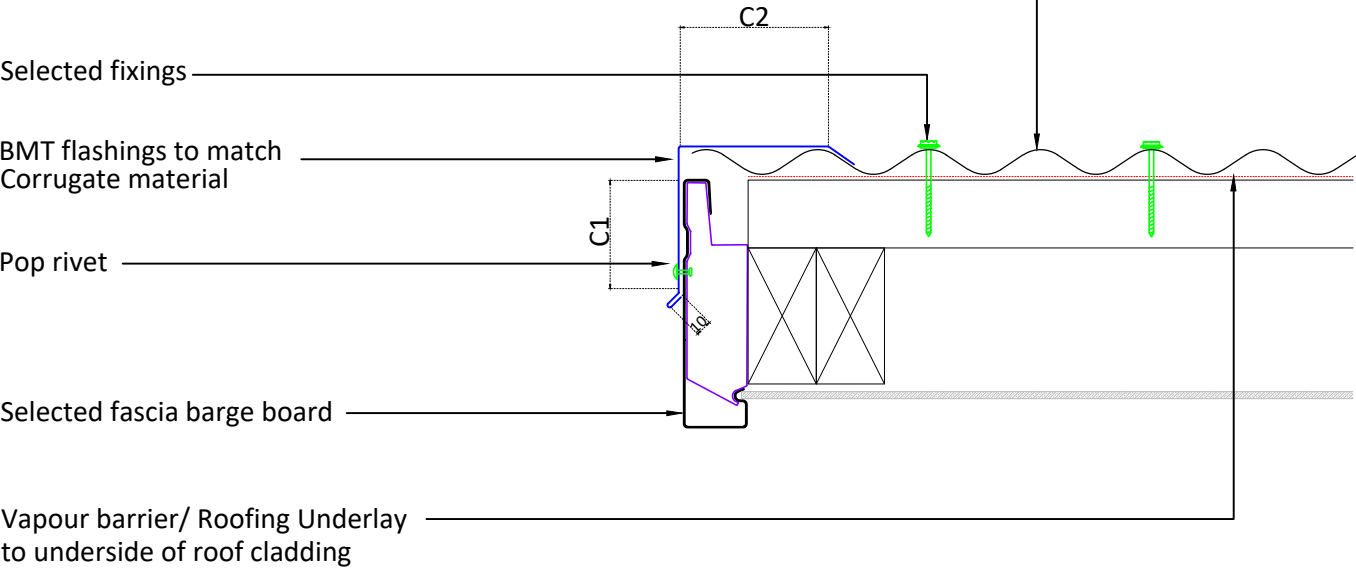 C2
Selected fixings
BMT flashings to match
Corrugate material
C1
Pop rivet
10
Selected fascia barge board
Vapour barrier/ Roofing Underlay
to underside of roof cladding